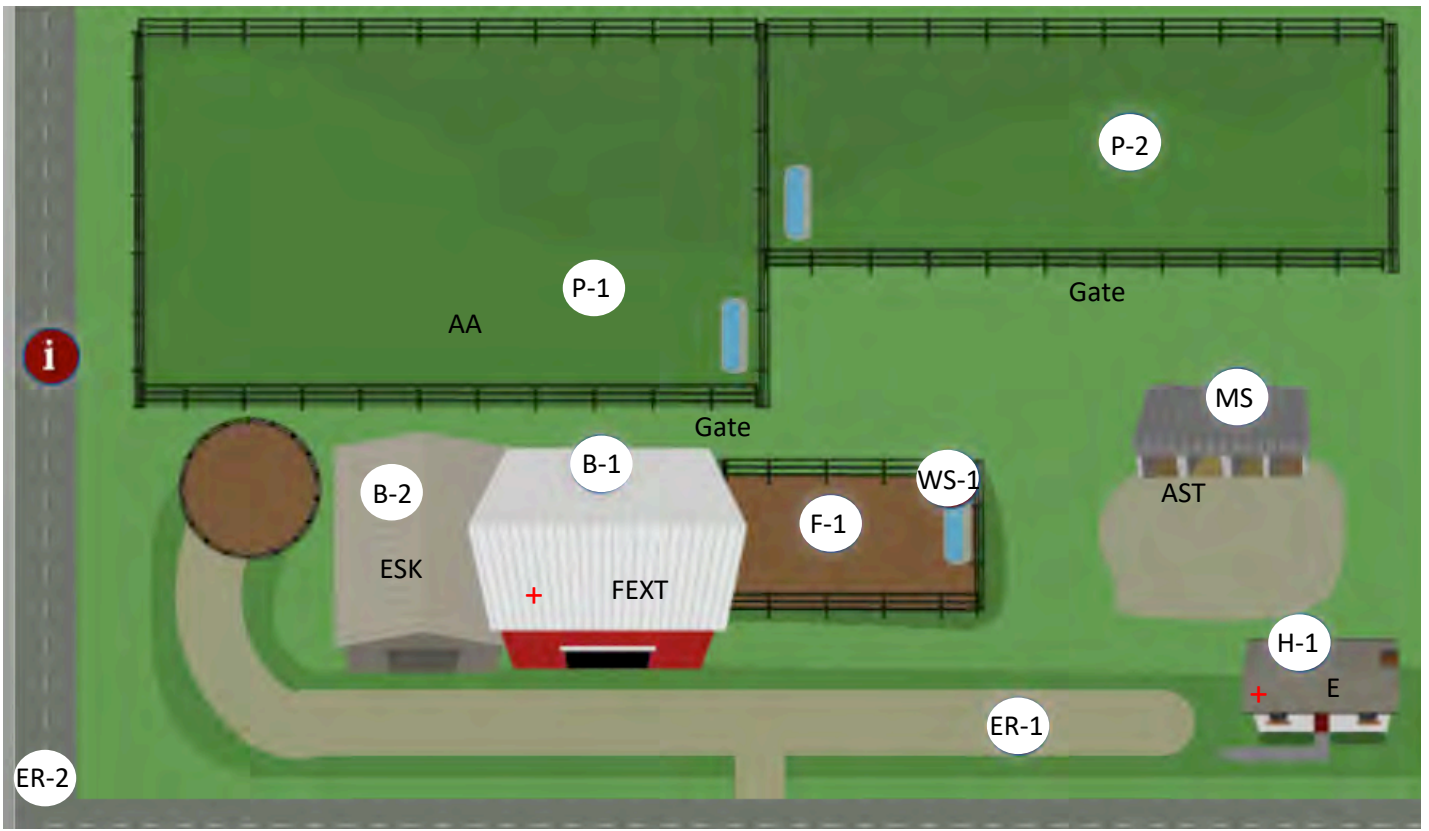 P-2
P-1
Gate
AA
i
MS
Gate
B-1
WS-1
B-2
AST
F-1
ESK
FEXT
+
H-1
E
+
ER-1
ER-2